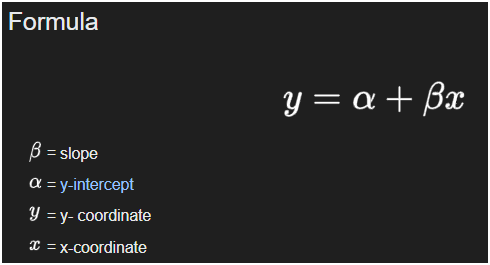 Formula
y = α + βx
β = slope
α = y-intercept
y = y- coordinate
x = x-coordinate